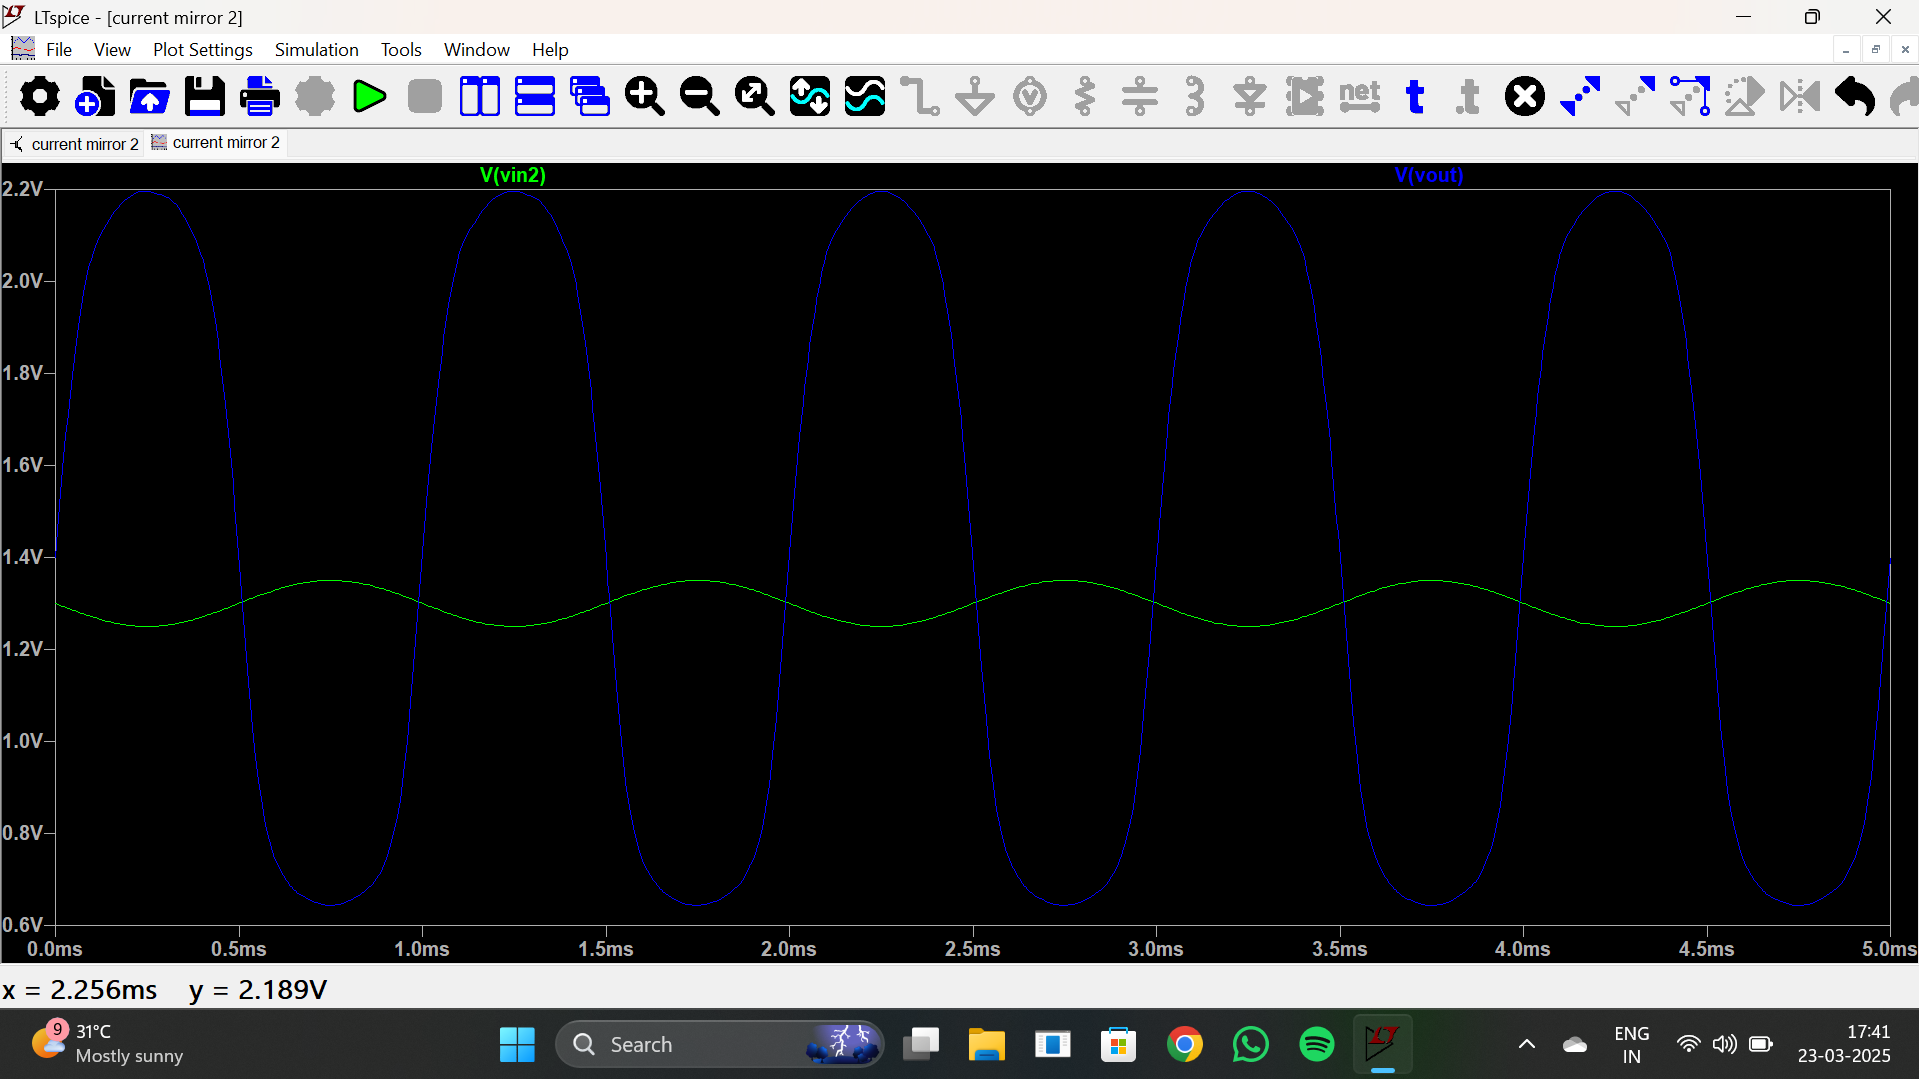 LTspice - [current mirror 2]
File View Plot Settings Simulation Tools Window Help
net t .t
current mirror 2 current mirror 2
V(vin2) V(vout)
2.2V
2.0V
1.8V
1.6V
1.4V
1.2V
1.0V
0.8V
0.6V
0.0ms 0.5ms 1.0ms 1.5ms 2.0ms 2.5ms 3.0ms 3.5ms 4.0ms 4.5ms 5.0ms
x = 2.256ms y = 2.189V
9
31°C
Mostly sunny
Search
ENG
IN
17:41
23-03-2025